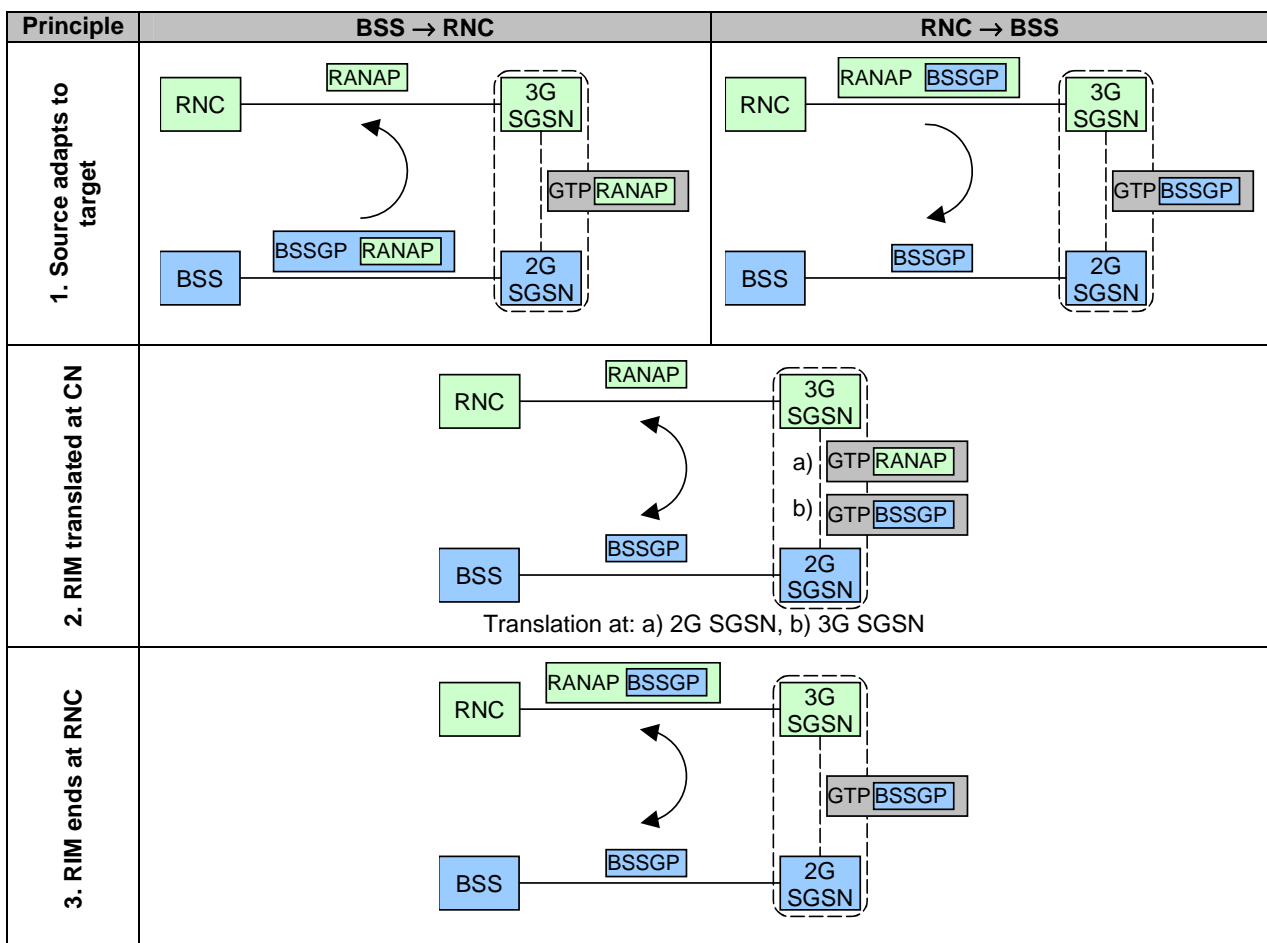 Principle
BSS → RNC
RNC → BSS
1. Source adapts to
target
RANAP
RNC
3G
SGSN
GTP RANAP
BSSGP RANAP
BSS
2G
SGSN
RANAP BSSGP
RNC
3G
SGSN
GTP BSSGP
BSSGP
BSS
2G
SGSN
2. RIM translated at CN
RANAP
RNC
3G
SGSN
a) GTP RANAP
b) GTP BSSGP
BSSGP
BSS
2G
SGSN
Translation at: a) 2G SGSN, b) 3G SGSN
3. RIM ends at RNC
RANAP BSSGP
RNC
3G
SGSN
GTP BSSGP
BSSGP
BSS
2G
SGSN